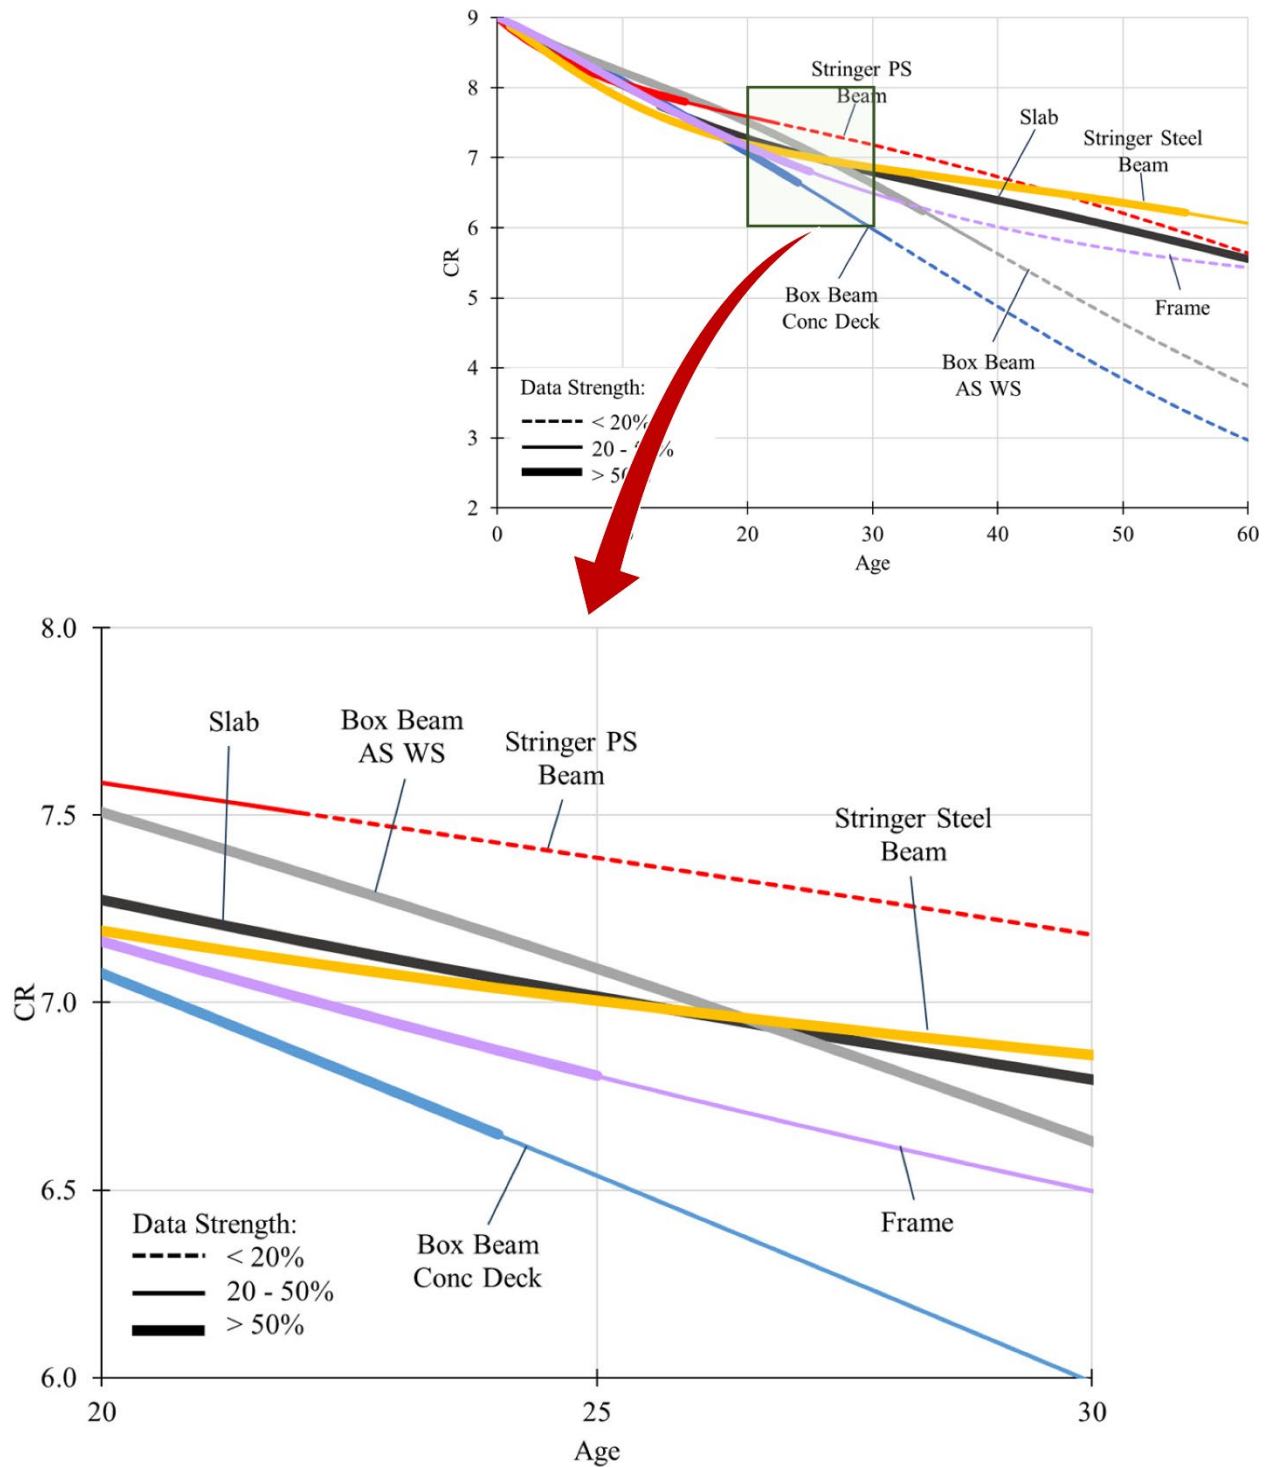 9
8
7
6
5
4
3
2
CR
Stringer PS
Beam
Slab
Stringer Steel
Beam
Box Beam
Conc Deck
Box Beam
AS WS
Frame
Data Strength:
< 20%
20 - %
> 50
0
20
30
40
50
60
Age
8.0
7.5
7.0
6.5
6.0
CR
Slab
Box Beam
AS WS
Stringer PS
Beam
Stringer Steel
Beam
Box Beam
Conc Deck
Frame
Data Strength:
< 20%
20 - 50%
> 50%
20
25
30
Age